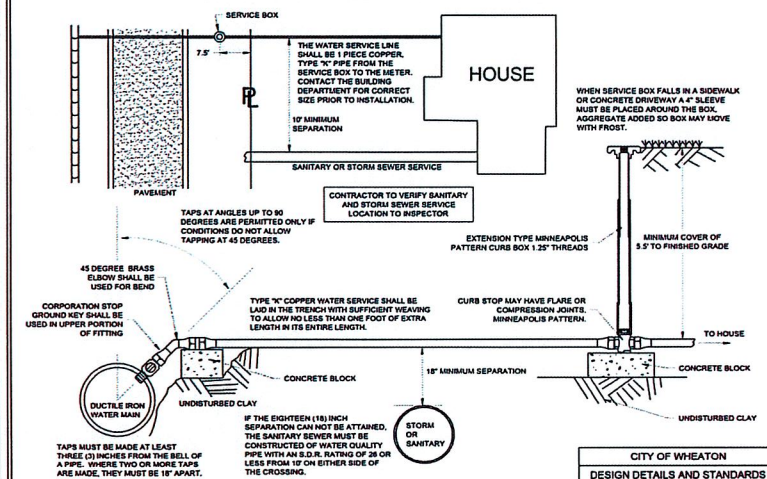 SERVICE BOX
7.5'
THE WATER SERVICE LINE
SHALL BE 1 PIECE COPPER,
TYPE "K" PIPE FROM THE
SERVICE BOX TO THE METER.
CONTACT THE BUILDING
DEPARTMENT FOR CORRECT
SIZE PRIOR TO INSTALLATION.
HOUSE
PL
10' MINIMUM
SEPARATION
SANITARY OR STORM SEWER SERVICE
PAVEMENT
WHEN SERVICE BOX FALLS IN A SIDEWALK
OR CONCRETE DRIVEWAY A 4" SLEEVE
MUST BE PLACED AROUND THE BOX,
AGGREGATE ADDED SO BOX MAY MOVE
WITH FROST.
CONTRACTOR TO VERIFY SANITARY
AND STORM SEWER SERVICE
LOCATION TO INSPECTOR
TAPS AT ANGLES UP TO 90
DEGREES ARE PERMITTED ONLY IF
CONDITIONS DO NOT ALLOW
TAPPING AT 45 DEGREES.
EXTENSION TYPE MINNEAPOLIS
PATTERN CURB BOX 1.25" THREADS
MINIMUM COVER OF
5.5' TO FINISHED GRADE
45 DEGREE BRASS
ELBOW SHALL BE
USED FOR BEND
CORPORATION STOP
GROUND KEY SHALL BE
USED IN UPPER PORTION
OF FITTING
TYPE "K" COPPER WATER SERVICE SHALL BE
LAID IN THE TRENCH WITH SUFFICIENT WEAVING
TO ALLOW NO LESS THAN ONE FOOT OF EXTRA
LENGTH IN ITS ENTIRE LENGTH.
CURB STOP MAY HAVE FLARE OR
COMPRESSION JOINTS,
MINNEAPOLIS PATTERN.
TO HOUSE
CONCRETE BLOCK
18" MINIMUM SEPARATION
CONCRETE BLOCK
UNDISTURBED CLAY
UNDISTURBED CLAY
DUCTILE IRON
WATER MAIN
STORM
OR
SANITARY
TAPS MUST BE MADE AT LEAST
THREE (3) INCHES FROM THE BELL OF
A PIPE. WHERE TWO OR MORE TAPS
ARE MADE, THEY MUST BE 18" APART.
IF THE EIGHTEEN (18) INCH
SEPARATION CAN NOT BE ATTAINED,
THE SANITARY SEWER MUST BE
CONSTRUCTED OF WATER QUALITY
PIPE WITH AN S.D.R. RATING OF 26 OR
LESS FROM 10' ON EITHER SIDE OF
THE CROSSING.
CITY OF WHEATON
DESIGN DETAILS AND STANDARDS